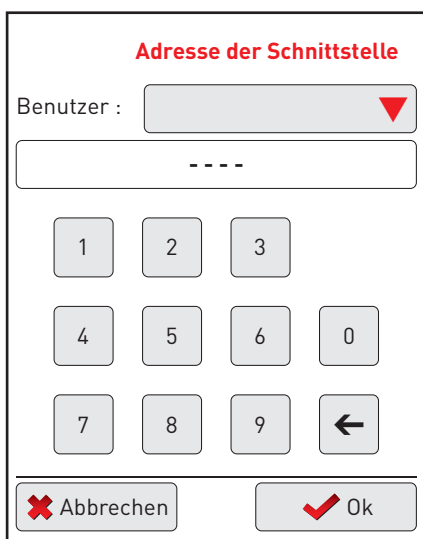 Adresse der Schnittstelle
Benutzer :
----
1 2 3
4 5 6 0
7 8 9
Abbrechen Ok